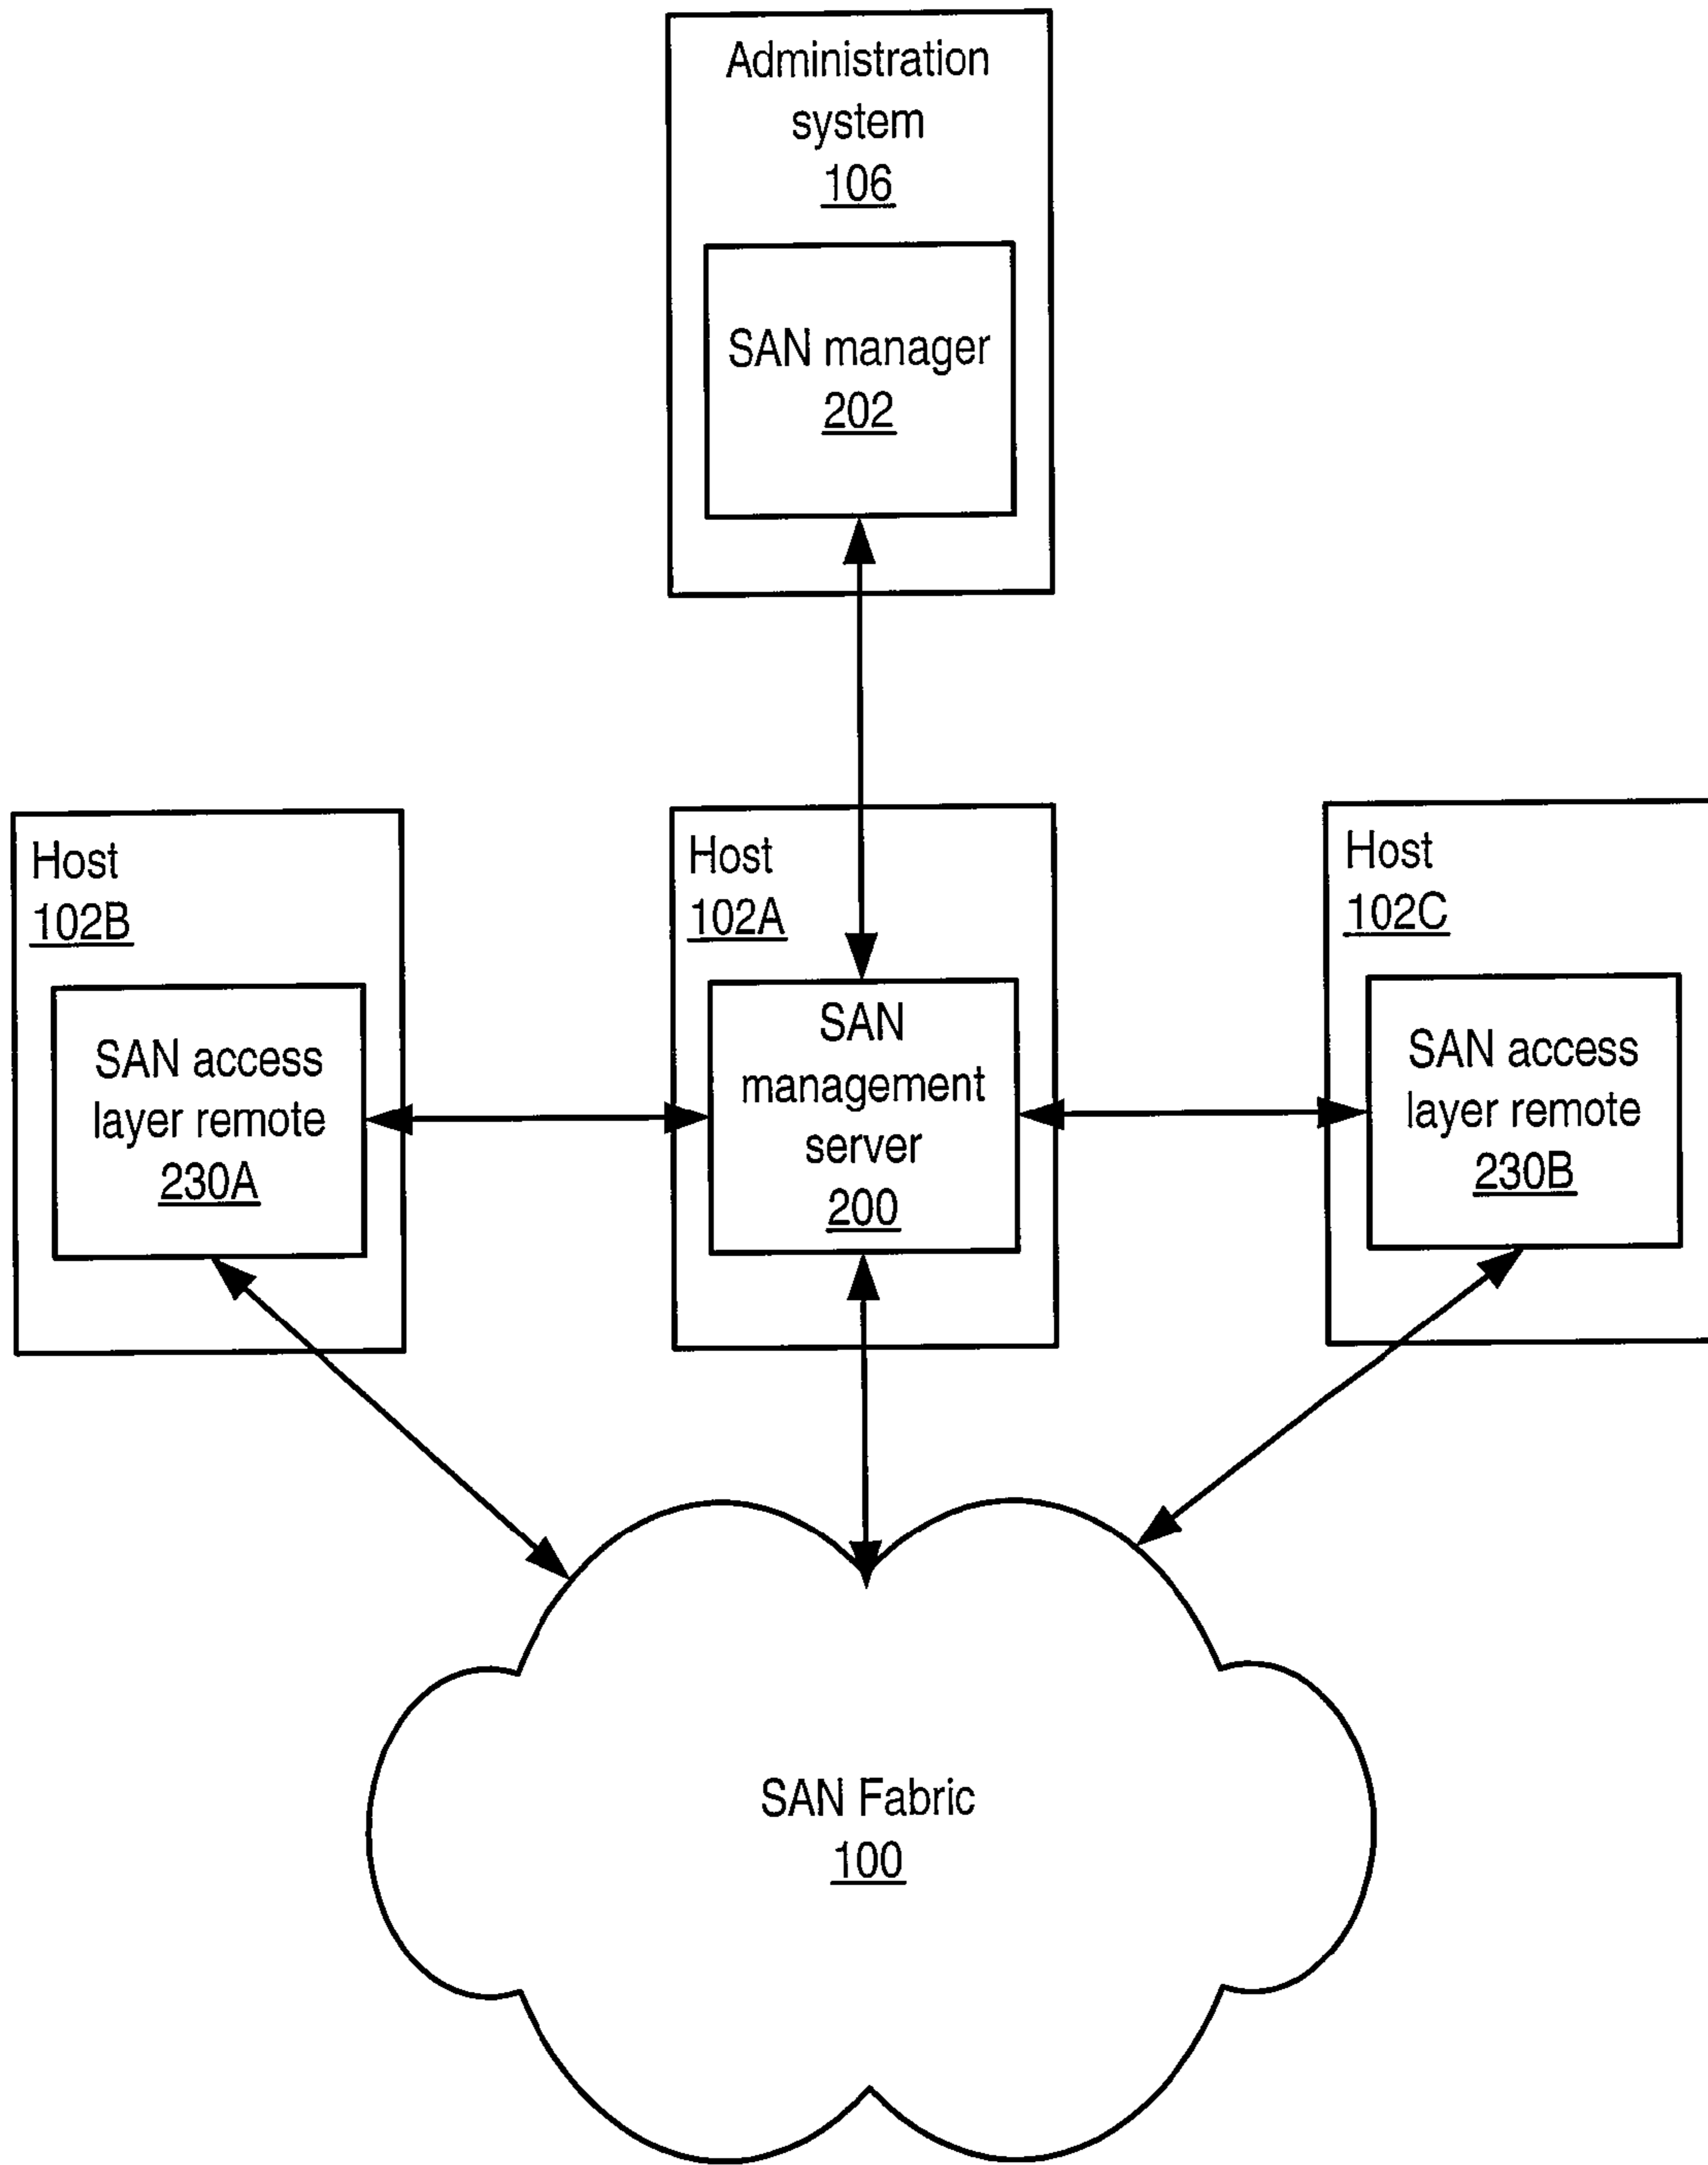 Administration
system
106
SAN manager
202
Host
102B
SAN access
layer remote
230A
Host
102A
SAN
management
server
200
Host
102C
SAN access
layer remote
230B
SAN Fabric
100